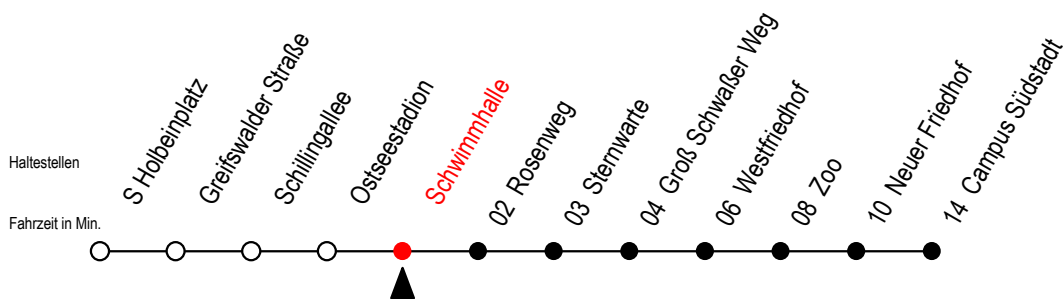 Haltestellen
Fahrzeit in Min.
S Holbeinplatz
Greifswalder Straße
Schillingallee
Ostseestadion
Schwimmhalle
02 Rosenweg
03 Sternwarte
04 Groß Schwaßer Weg
06 Westfriedhof
08 Zoo
10 Neuer Friedhof
14 Campus Südstadt